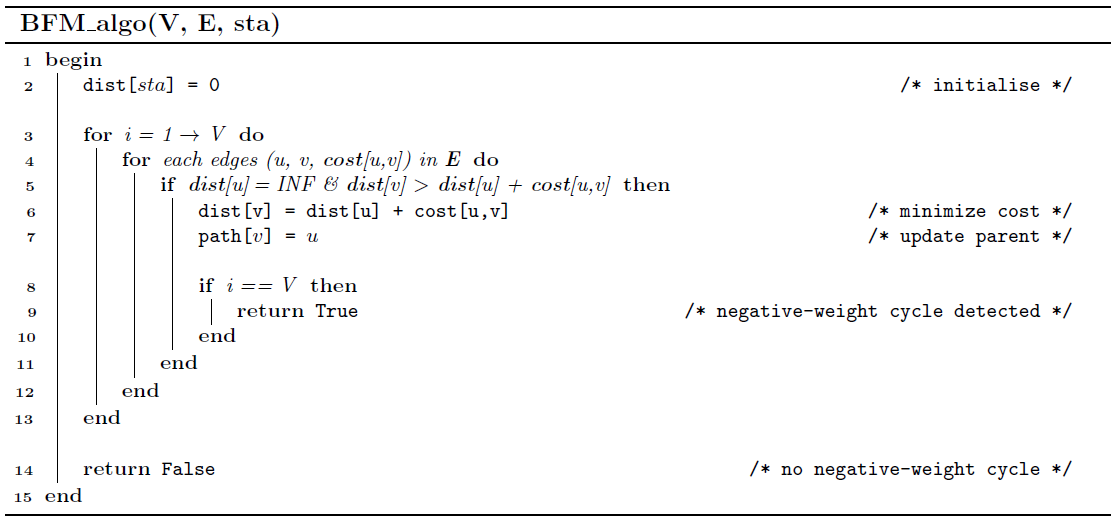 BFM_algo(V, E, sta)
1 begin
2 dist[sta] = 0 /* initialise */
3 for i = 1 → V do
4 for each edges (u, v, cost[u,v]) in E do
5 if dist[u] = INF & dist[v] > dist[u] + cost[u,v] then
6 dist[v] = dist[u] + cost[u,v] /* minimize cost */
7 path[v] = u /* update parent */
8 if i == V then
9 return True /* negative-weight cycle detected */
10 end
11 end
12 end
13 end
14 return False /* no negative-weight cycle */
15 end